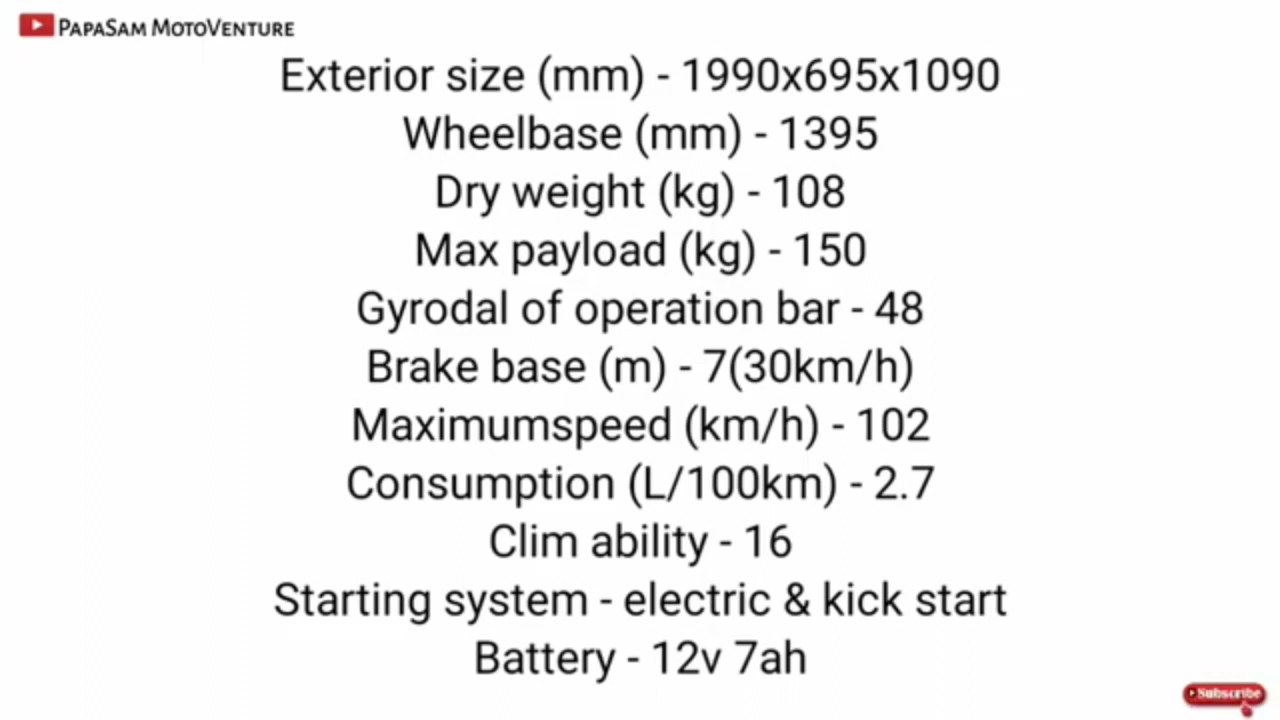 PapaSam MotoVenture
Exterior size (mm) - 1990x695x1090
Wheelbase (mm) - 1395
Dry weight (kg) - 108
Max payload (kg) - 150
Gyrodal of operation bar - 48
Brake base (m) - 7(30km/h)
Maximumspeed (km/h) - 102
Consumption (L/100km) - 2.7
Clim ability - 16
Starting system - electric & kick start
Battery - 12v 7ah
Subscribe